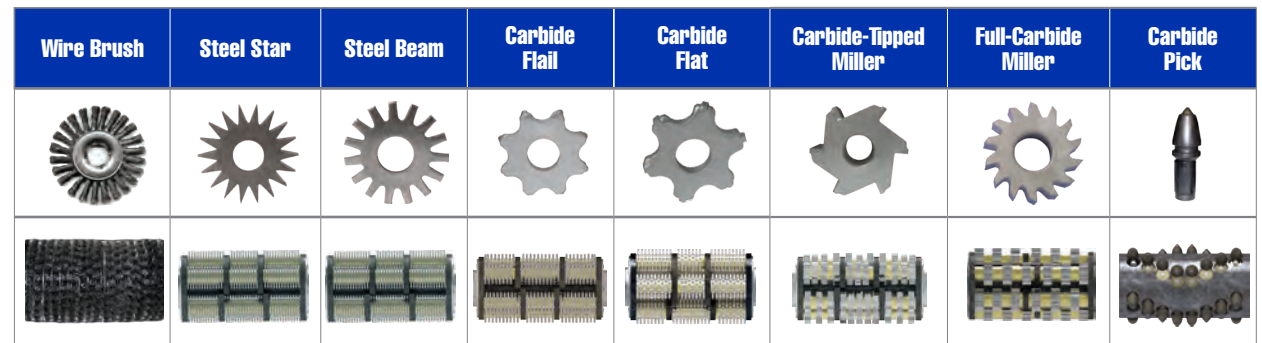 Wire Brush
Steel Star
Steel Beam
Carbide
Flail
Carbide
Flat
Carbide-Tipped
Miller
Full-Carbide
Miller
Carbide
Pick